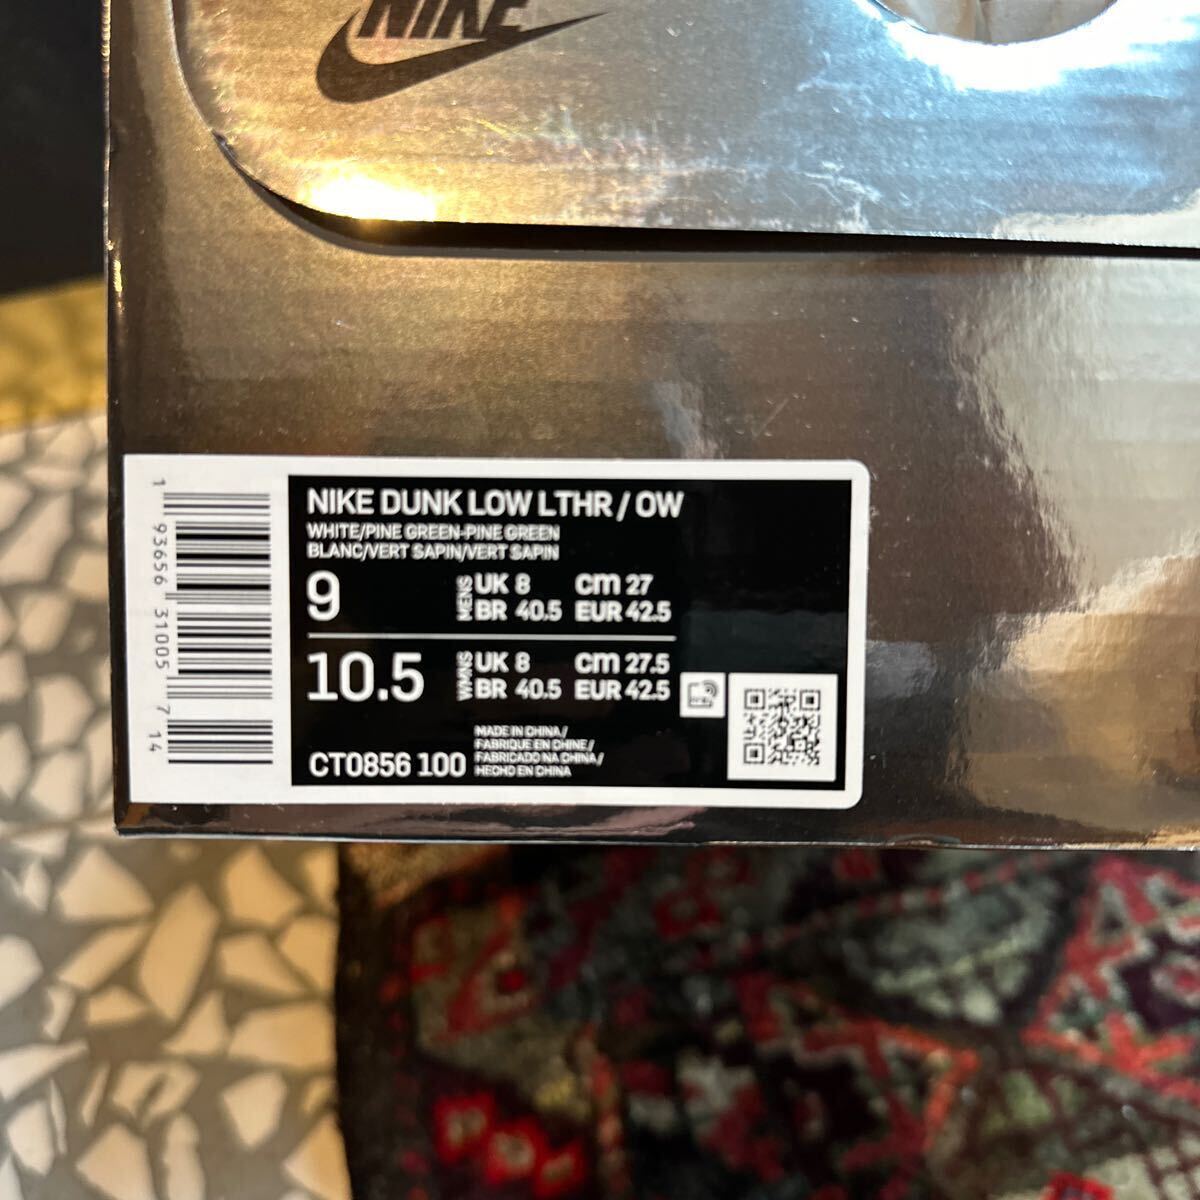 NIKE
NIKE DUNK LOW LTHR / OW
WHITE/PINE GREEN-PINE GREEN
BLANC/VERT SAPIN/VERT SAPIN
9 MENS UK 8 CM 27
BR 40.5 EUR 42.5
10.5 WMNS UK 8 CM 27.5
BR 40.5 EUR 42.5
CT0856 100
MADE IN CHINA /
FABRIQUE EN CHINE /
FABRICADO NA CHINA /
HECHO EN CHINA
1 93656 31005 7 14